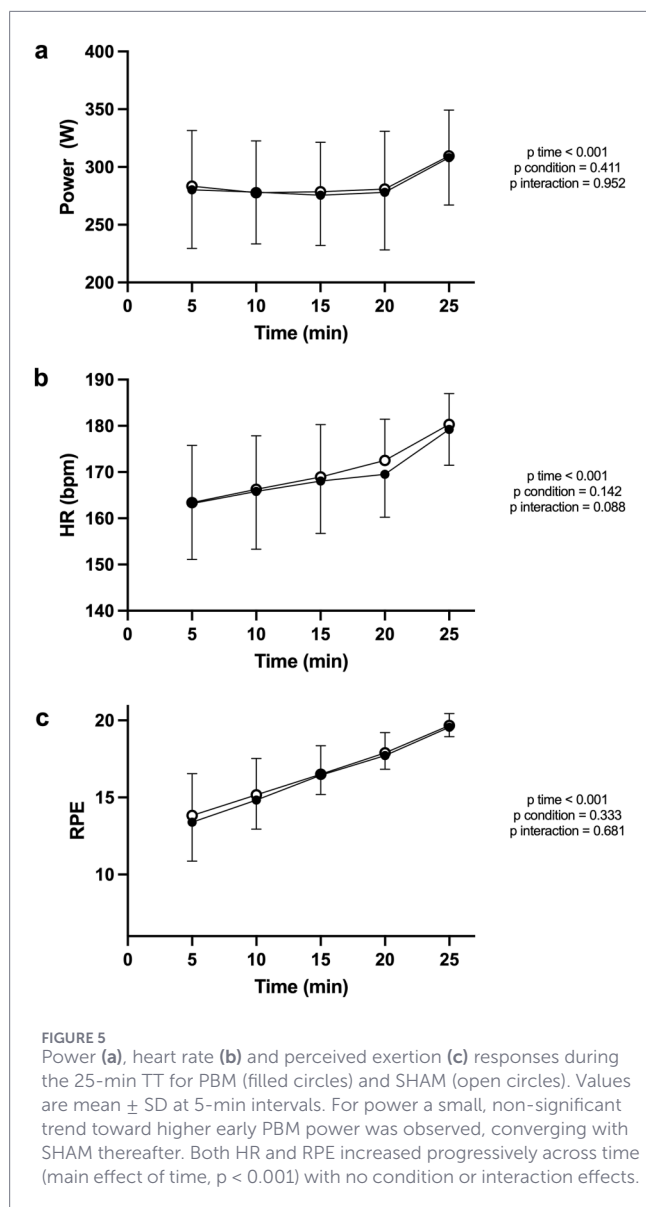 a
400
350
300
250
200
Power (W)
0 5 10 15 20 25
Time (min)
p time < 0.001
p condition = 0.411
p interaction = 0.952
b
190
180
170
160
150
140
HR (bpm)
0 5 10 15 20 25
Time (min)
p time < 0.001
p condition = 0.142
p interaction = 0.088
c
20
15
10
RPE
0 5 10 15 20 25
Time (min)
p time < 0.001
p condition = 0.333
p interaction = 0.681
FIGURE 5
Power (a), heart rate (b) and perceived exertion (c) responses during
the 25-min TT for PBM (filled circles) and SHAM (open circles). Values
are mean ± SD at 5-min intervals. For power a small, non-significant
trend toward higher early PBM power was observed, converging with
SHAM thereafter. Both HR and RPE increased progressively across time
(main effect of time, p < 0.001) with no condition or interaction effects.